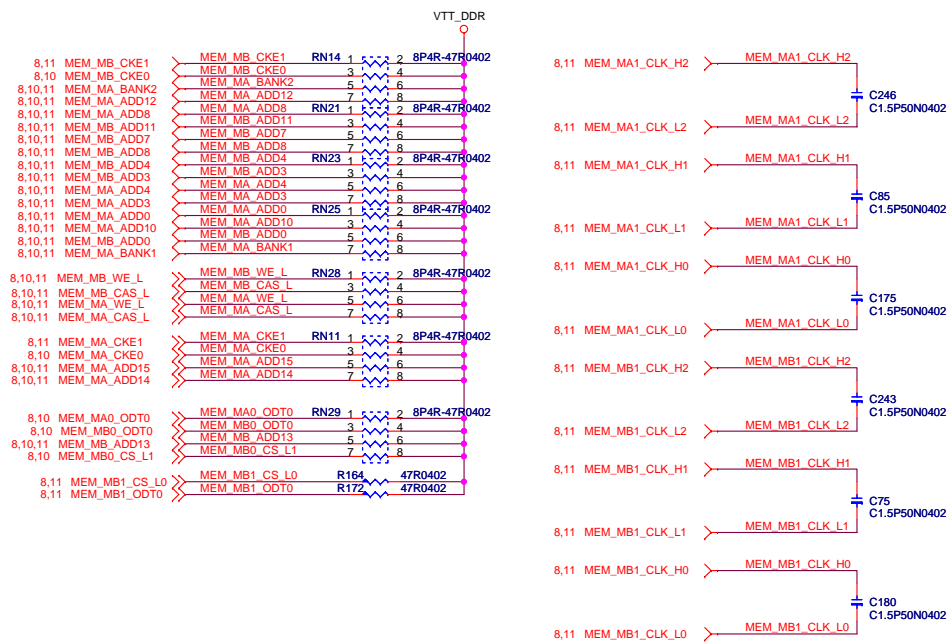 VTT_DDR
8,11 MEM_MB_CKE1 MEM_MB_CKE1 RN14 1 2 8P4R-47R0402
8,10 MEM_MB_CKE0 MEM_MB_CKE0 3 4
8,10,11 MEM_MA_BANK2 MEM_MA_BANK2 5 6
8,10,11 MEM_MA_ADD12 MEM_MA_ADD12 7 8
8,10,11 MEM_MA_ADD8 MEM_MA_ADD8 RN21 1 2 8P4R-47R0402
8,10,11 MEM_MB_ADD11 MEM_MB_ADD11 3 4
8,10,11 MEM_MB_ADD7 MEM_MB_ADD7 5 6
8,10,11 MEM_MB_ADD8 MEM_MB_ADD8 7 8
8,10,11 MEM_MB_ADD4 MEM_MB_ADD4 RN23 1 2 8P4R-47R0402
8,10,11 MEM_MB_ADD3 MEM_MB_ADD3 3 4
8,10,11 MEM_MA_ADD4 MEM_MA_ADD4 5 6
8,10,11 MEM_MA_ADD3 MEM_MA_ADD3 7 8
8,10,11 MEM_MA_ADD0 MEM_MA_ADD0 RN25 1 2 8P4R-47R0402
8,10,11 MEM_MA_ADD10 MEM_MA_ADD10 3 4
8,10,11 MEM_MB_ADD0 MEM_MB_ADD0 5 6
8,10,11 MEM_MA_BANK1 MEM_MA_BANK1 7 8
8,10,11 MEM_MB_WE_L MEM_MB_WE_L RN28 1 2 8P4R-47R0402
8,10,11 MEM_MB_CAS_L MEM_MB_CAS_L 3 4
8,10,11 MEM_MA_WE_L MEM_MA_WE_L 5 6
8,10,11 MEM_MA_CAS_L MEM_MA_CAS_L 7 8
8,11 MEM_MA_CKE1 MEM_MA_CKE1 RN11 1 2 8P4R-47R0402
8,10 MEM_MA_CKE0 MEM_MA_CKE0 3 4
8,10,11 MEM_MA_ADD15 MEM_MA_ADD15 5 6
8,10,11 MEM_MA_ADD14 MEM_MA_ADD14 7 8
8,10 MEM_MA0_ODT0 MEM_MA0_ODT0 RN29 1 2 8P4R-47R0402
8,10 MEM_MB0_ODT0 MEM_MB0_ODT0 3 4
8,10,11 MEM_MB_ADD13 MEM_MB_ADD13 5 6
8,10 MEM_MB0_CS_L1 MEM_MB0_CS_L1 7 8
8,11 MEM_MB1_CS_L0 MEM_MB1_CS_L0 R164 47R0402
8,11 MEM_MB1_ODT0 MEM_MB1_ODT0 R172 47R0402
8,11 MEM_MA1_CLK_H2 MEM_MA1_CLK_H2
C246
C1.5P50N0402
8,11 MEM_MA1_CLK_L2 MEM_MA1_CLK_L2
8,11 MEM_MA1_CLK_H1 MEM_MA1_CLK_H1
C85
C1.5P50N0402
8,11 MEM_MA1_CLK_L1 MEM_MA1_CLK_L1
8,11 MEM_MA1_CLK_H0 MEM_MA1_CLK_H0
C175
C1.5P50N0402
8,11 MEM_MA1_CLK_L0 MEM_MA1_CLK_L0
8,11 MEM_MB1_CLK_H2 MEM_MB1_CLK_H2
C243
C1.5P50N0402
8,11 MEM_MB1_CLK_L2 MEM_MB1_CLK_L2
8,11 MEM_MB1_CLK_H1 MEM_MB1_CLK_H1
C75
C1.5P50N0402
8,11 MEM_MB1_CLK_L1 MEM_MB1_CLK_L1
8,11 MEM_MB1_CLK_H0 MEM_MB1_CLK_H0
C180
C1.5P50N0402
8,11 MEM_MB1_CLK_L0 MEM_MB1_CLK_L0